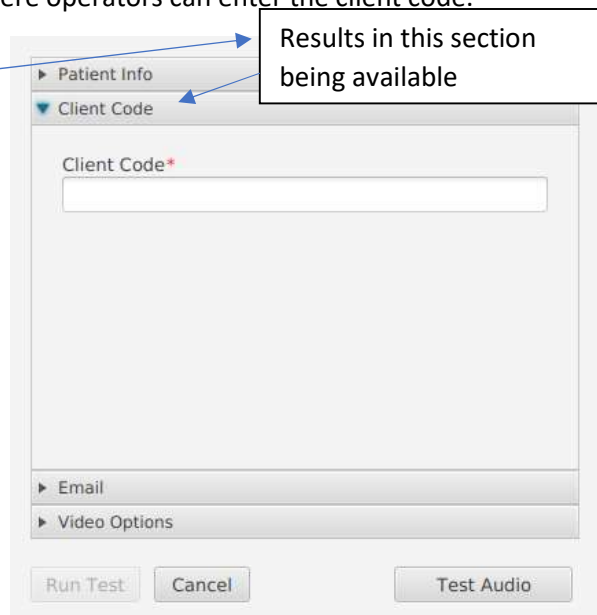 ere operators can enter the client code.
Results in this section
being available
Patient Info
Client Code
Client Code*
Email
Video Options
Run Test Cancel Test Audio